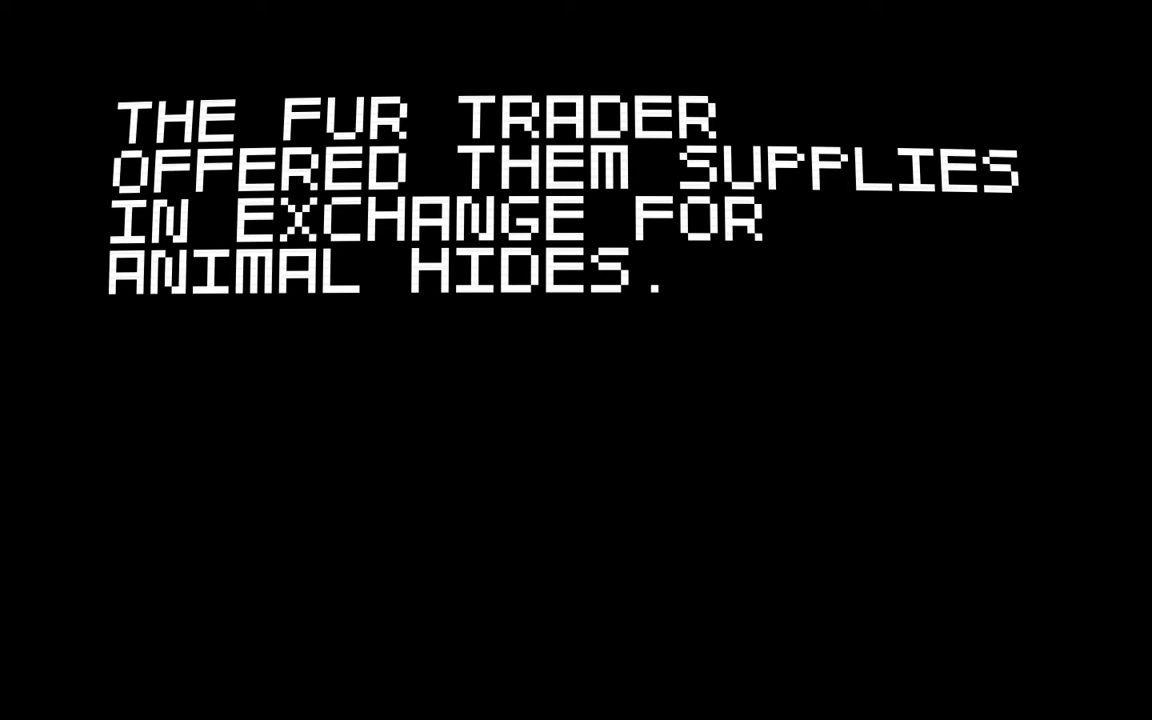 THE FUR TRADER
OFFERED THEM SUPPLIES
IN EXCHANGE FOR
ANIMAL HIDES.